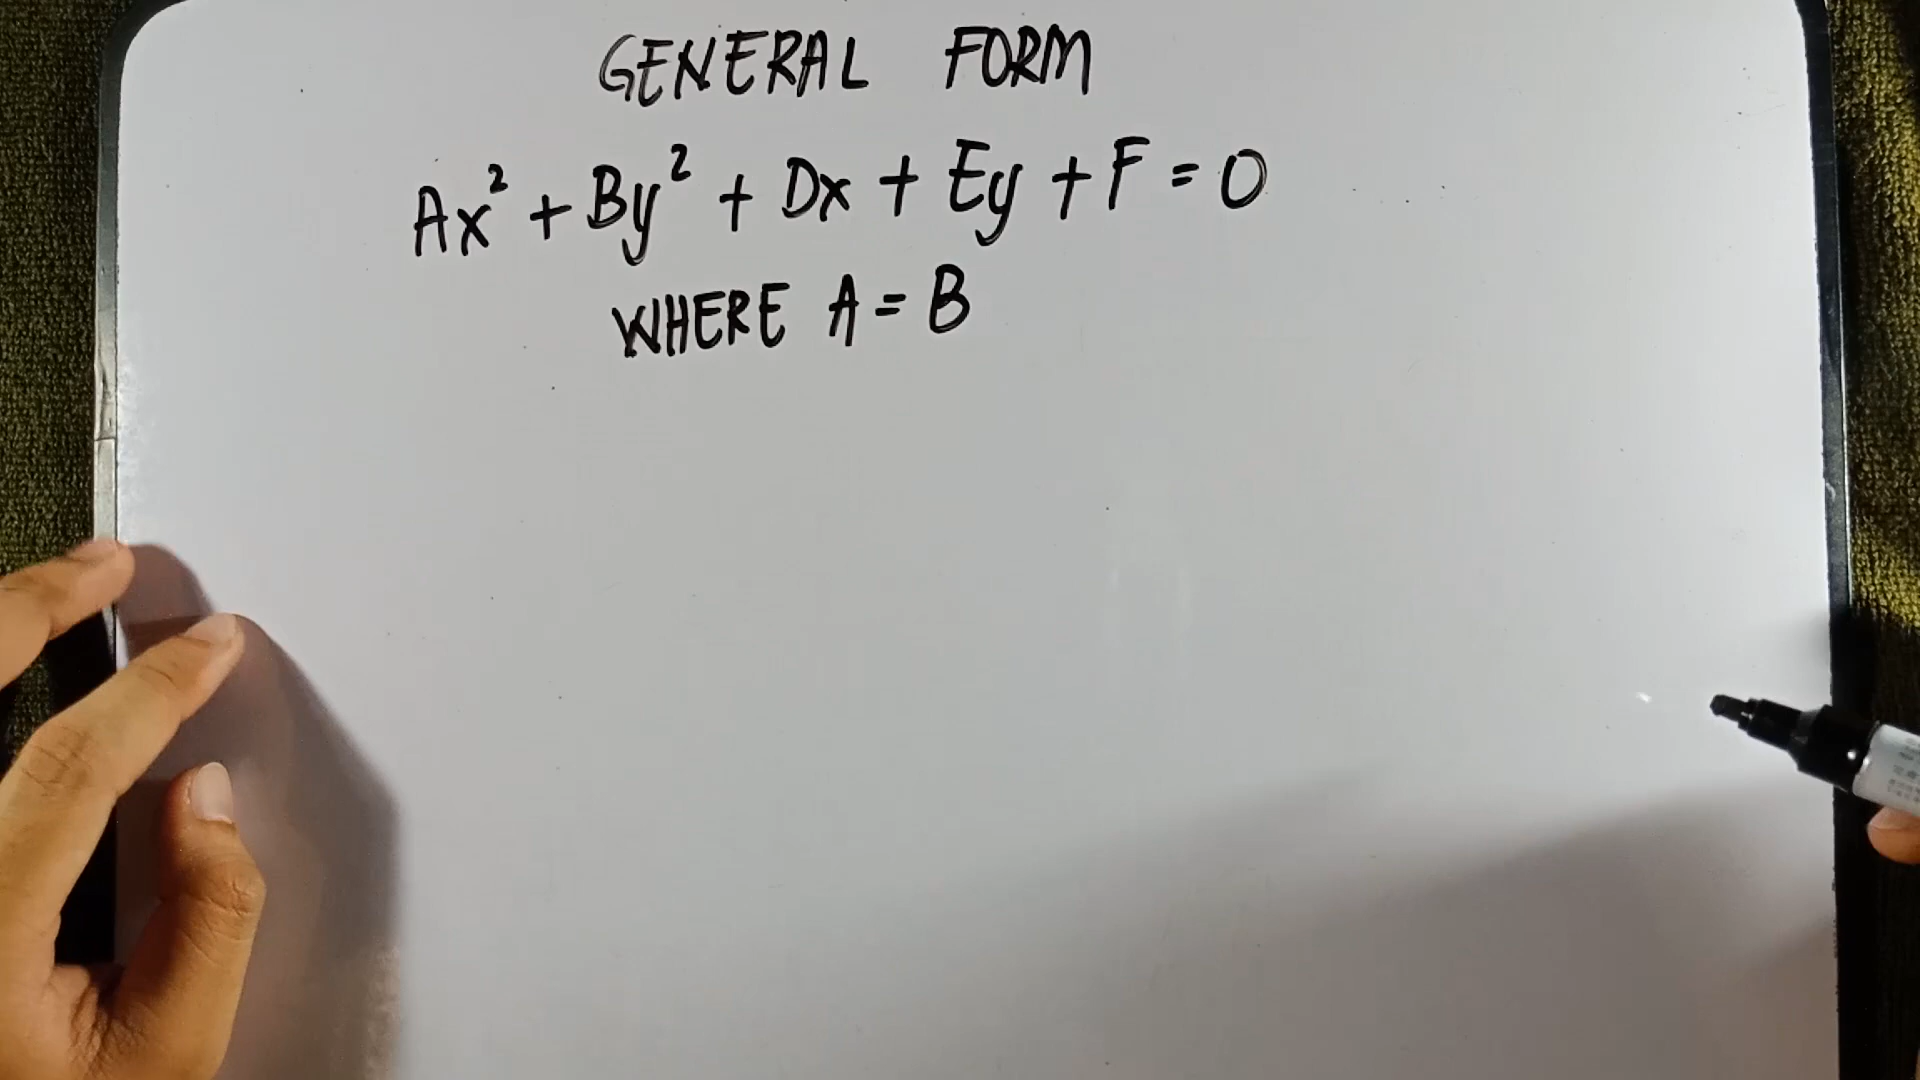 GENERAL FORM
Ax² + By² + Dx + Ey + F = 0
WHERE A = B